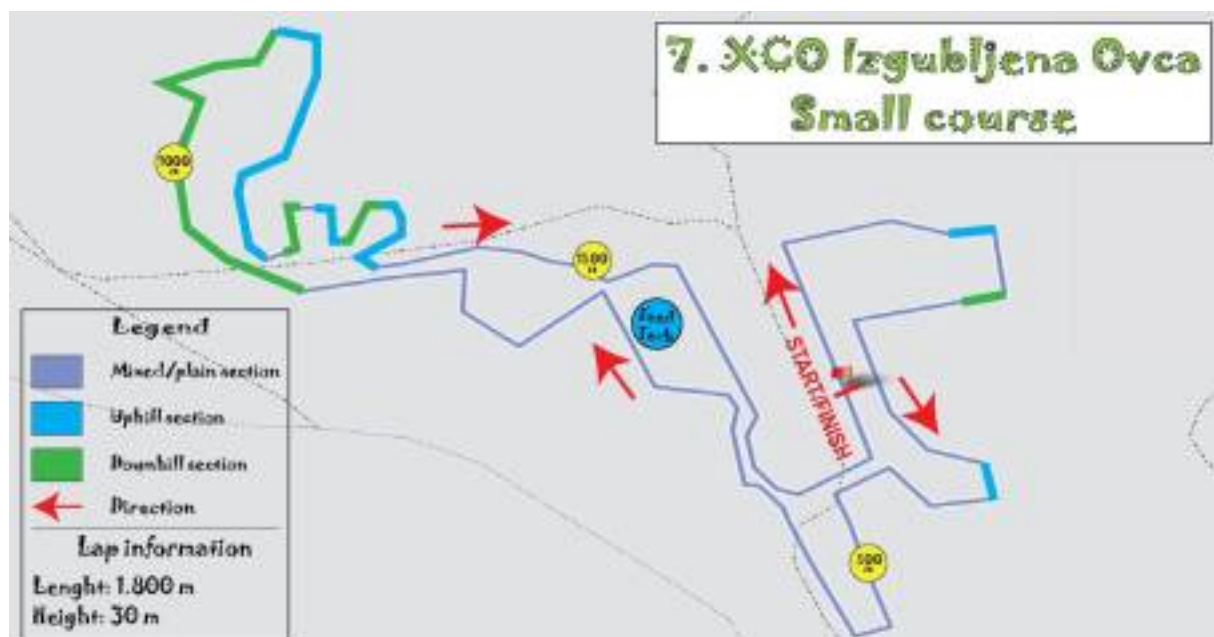 7. XCO Izgubljena Ovca
Small course
1000
m
1500
m
START/FINISH
500
m
Legend
Mixed/plain section
Uphill section
Downhill section
Direction
Lap information
Lenght: 1.800 m
Height: 30 m